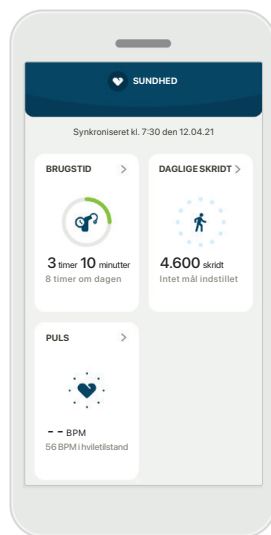 SUNDHED
Synkroniseret kl. 7:30 den 12.04.21
BRUGSTID
DAGLIGE SKRIDT
3 timer 10 minutter
8 timer om dagen
4.600 skridt
Intet mål indstillet
PULS
-- BPM
56 BPM i hviletilstand